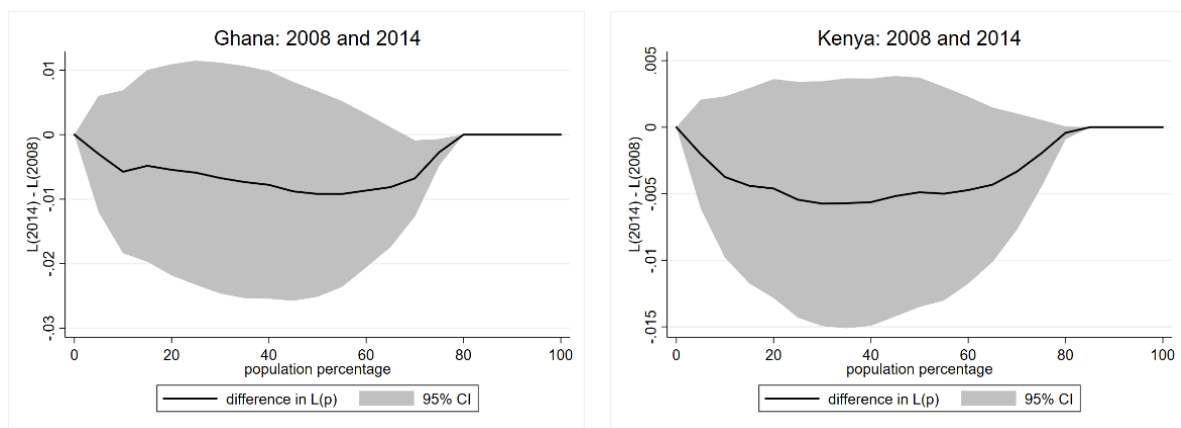 Ghana: 2008 and 2014
L(2014) - L(2008)
.01
0
-.01
-.02
-.03
0 20 40 60 80 100
population percentage
difference in L(p) 95% CI
Kenya: 2008 and 2014
L(2014) - L(2008)
.005
0
-.005
-.01
-.015
0 20 40 60 80 100
population percentage
difference in L(p) 95% CI